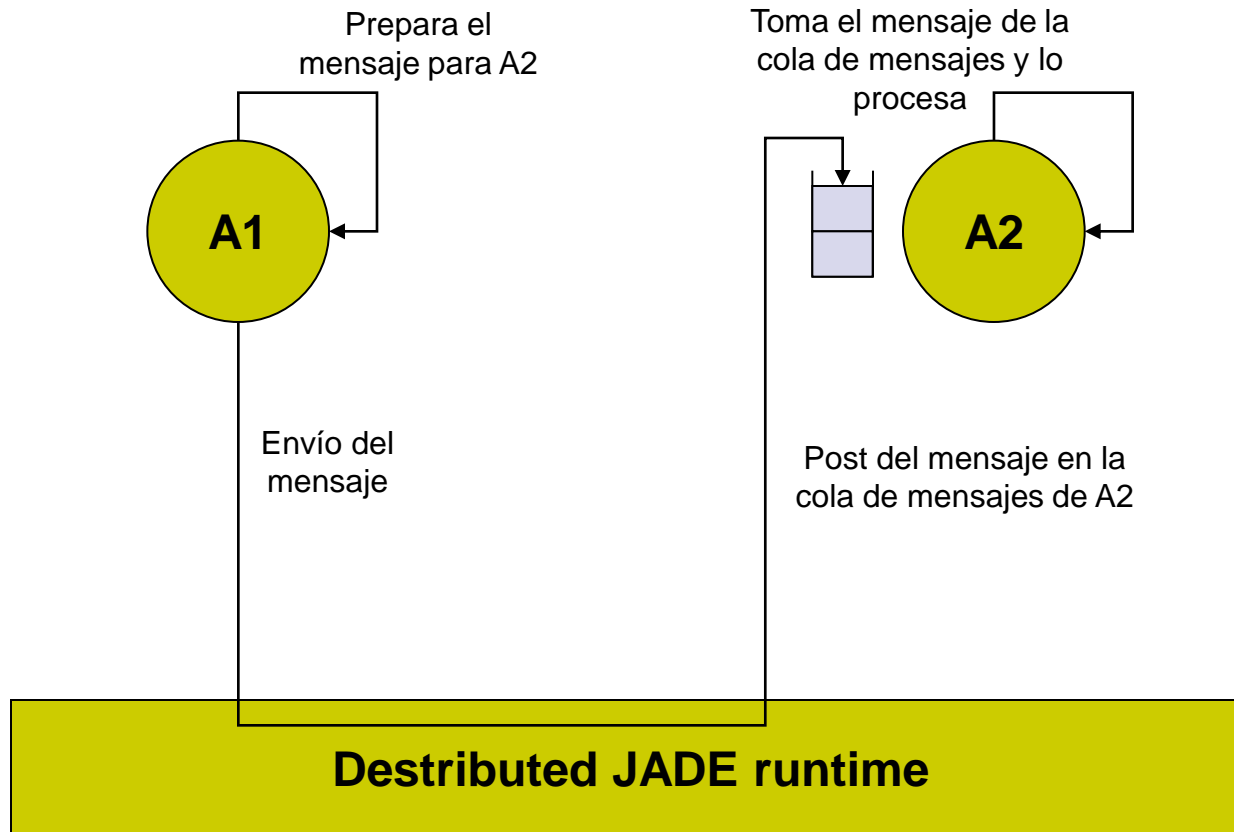 Prepara el
mensaje para A2
Toma el mensaje de la
cola de mensajes y lo
procesa
A1
A2
Envío del
mensaje
Post del mensaje en la
cola de mensajes de A2
Destributed JADE runtime